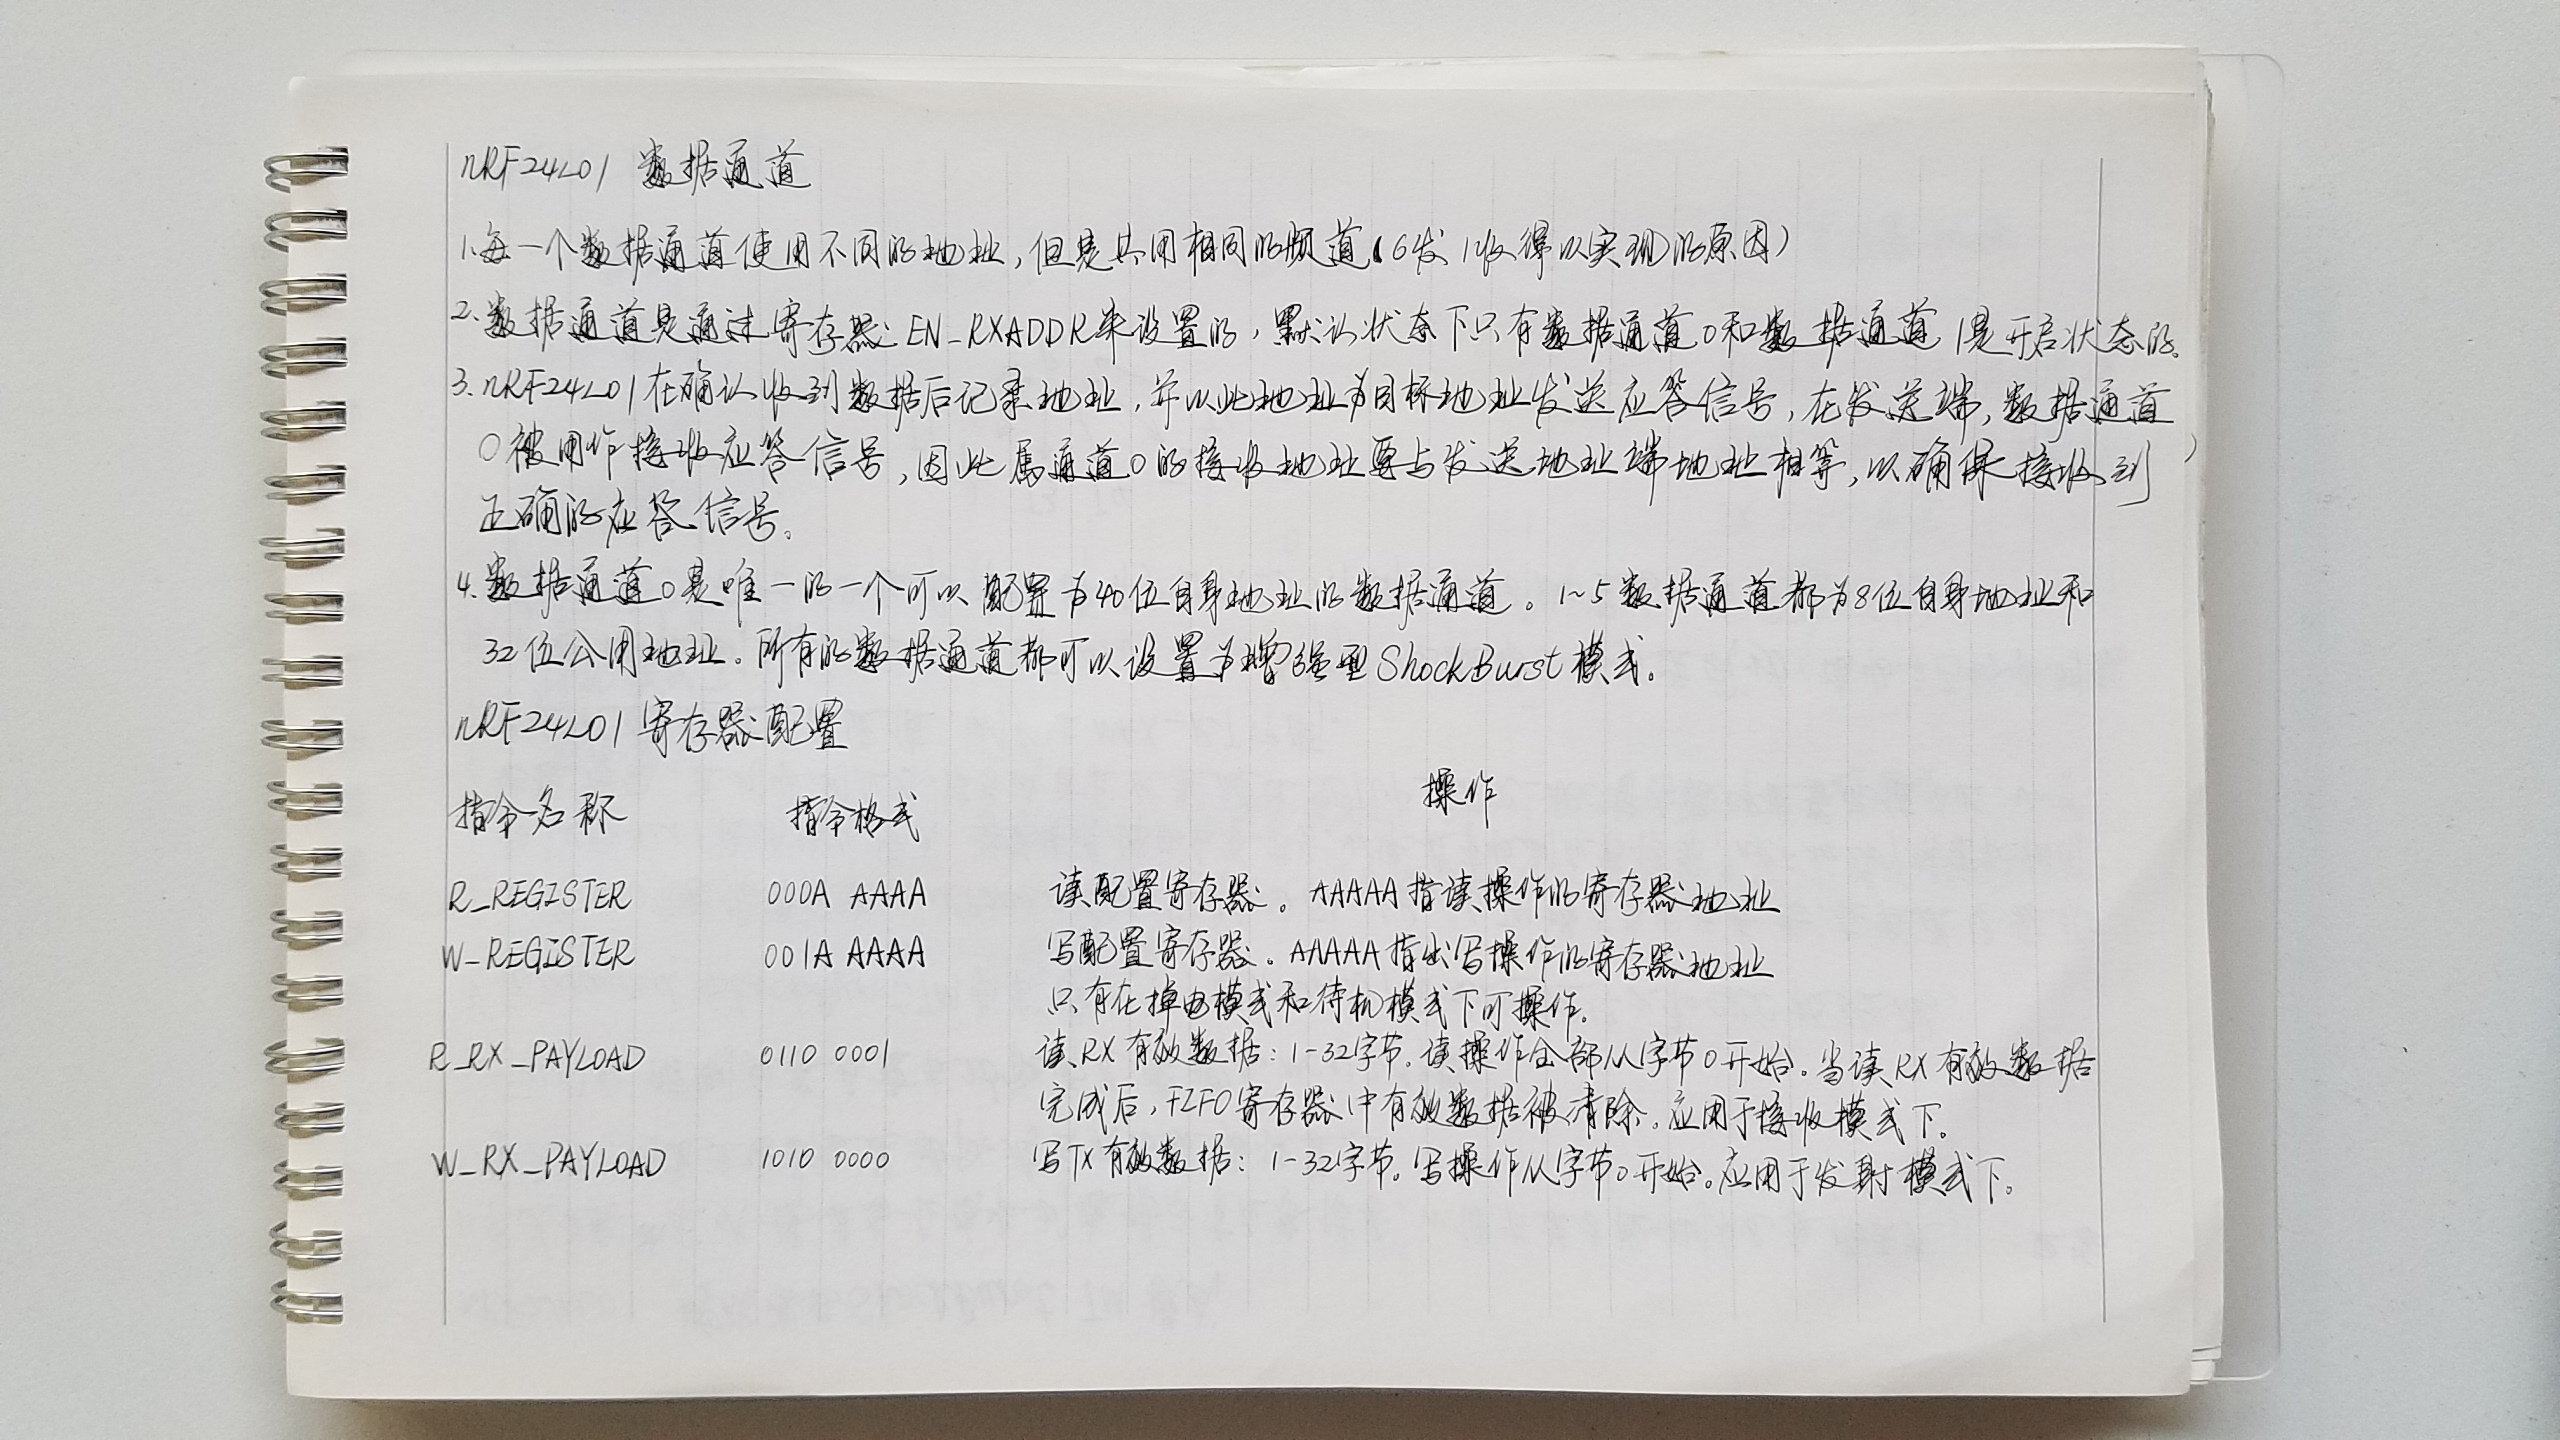 nRF24L01 数据通道
1.每一个数据通道使用不同的地址,但是共用相同的频道(6发1收得以实现的原因)
2.数据通道是通过寄存器EN_RXADDR来设置的,默认状态下只有数据通道0和数据通道1是开启状态的。
3.nRF24L01在确认收到数据后记录地址,并以此地址为目标地址发送应答信号,在发送端,数据通道
0被用作接收应答信号,因此属通道0的接收地址要与发送地址端地址相等,以确保接收到
正确的应答信号。
4.数据通道0是唯一的一个可以配置为40位自身地址的数据通道。1~5数据通道都为8位自身地址和
32位公用地址。所有的数据通道都可以设置为增强型ShockBurst模式。
nRF24L01寄存器配置
指令名称 指令格式 操作
R_REGISTER 000A AAAA 读配置寄存器。AAAAA指读操作的寄存器地址
W_REGISTER 001A AAAA 写配置寄存器。AAAAA指出写操作的寄存器地址
只有在掉电模式和待机模式下可操作。
R_RX_PAYLOAD 0110 0001 读RX有效数据:1-32字节。读操作全部从字节0开始。当读RX有效数据
完成后,FIFO寄存器中有效数据被清除。应用于接收模式下。
W_RX_PAYLOAD 1010 0000 写TX有效数据:1-32字节。写操作从字节0开始。应用于发射模式下。